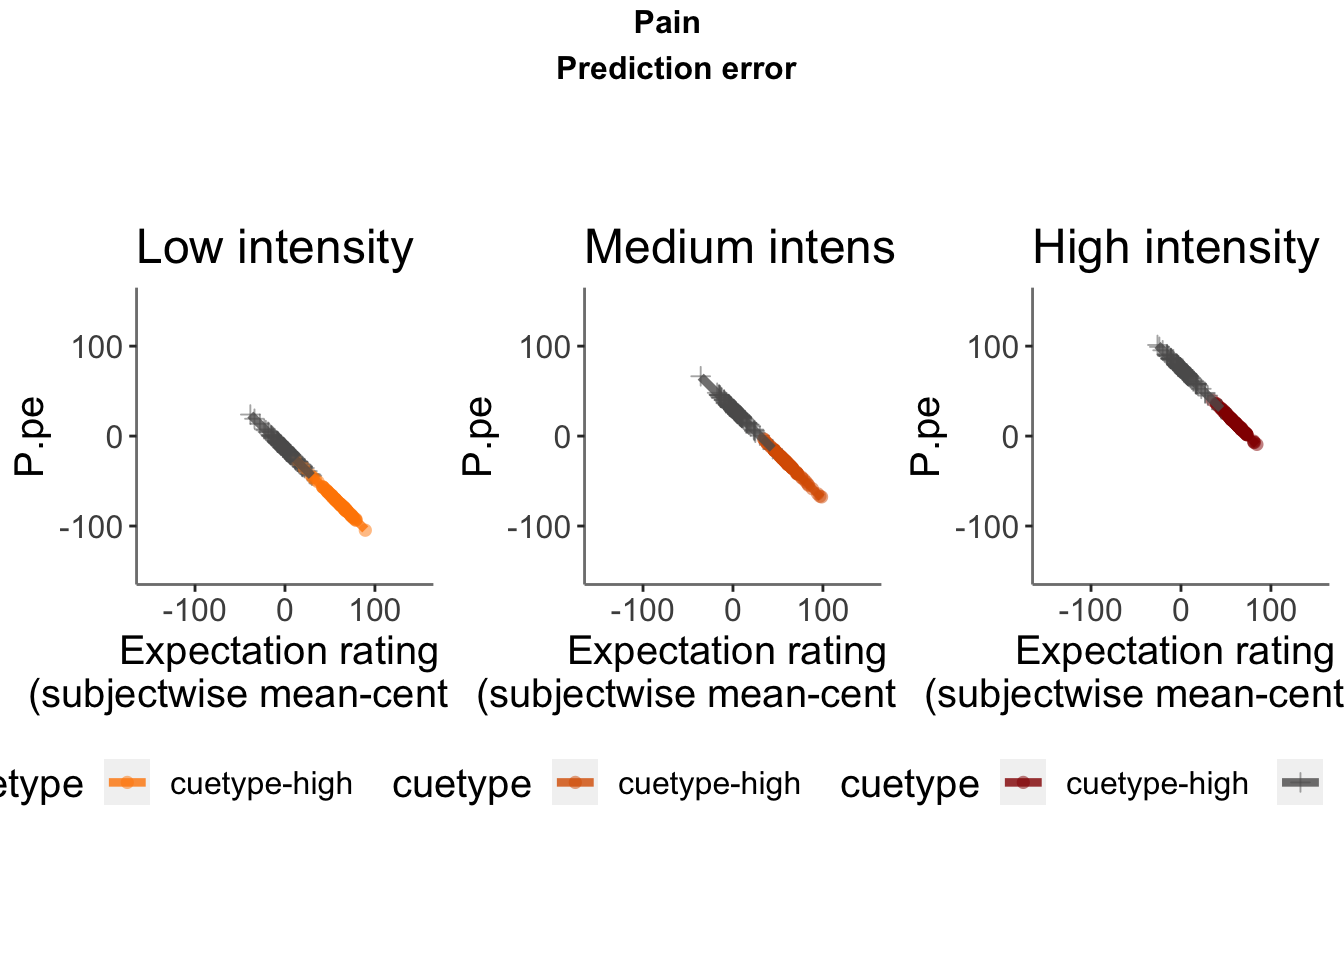 Pain
Prediction error
Low intensity
Medium intens
High intensity
P.pe
100
0
-100
-100 0 100
Expectation rating
(subjectwise mean-cent
P.pe
100
0
-100
-100 0 100
Expectation rating
(subjectwise mean-cent
P.pe
100
0
-100
-100 0 100
Expectation rating
(subjectwise mean-cent
etype cuetype-high
cuetype cuetype-high
cuetype cuetype-high